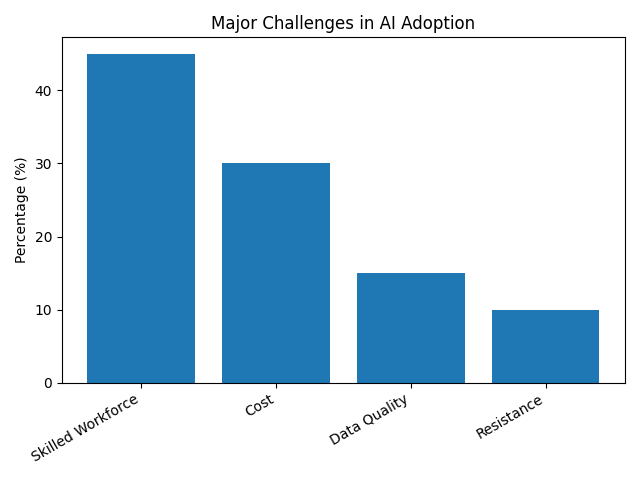 Major Challenges in AI Adoption
Percentage (%)
40
30
20
10
0
Skilled Workforce
Cost
Data Quality
Resistance